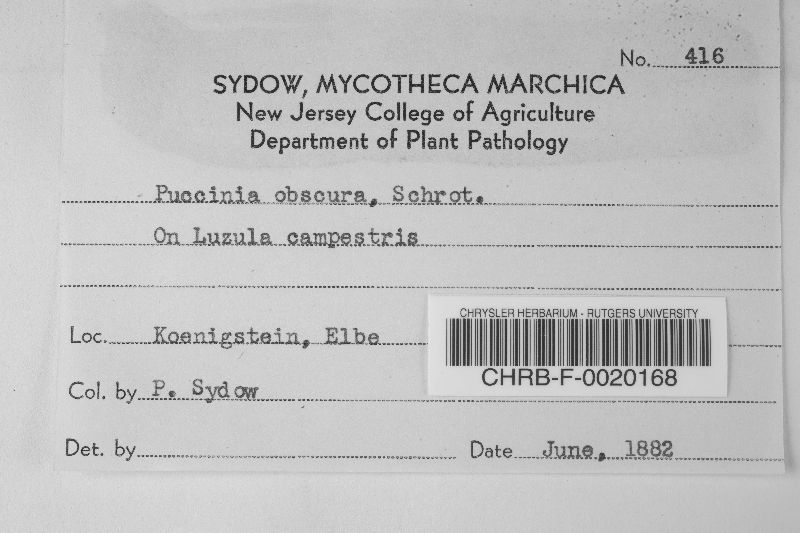 No. 416
SYDOW, MYCOTHECA MARCHICA
New Jersey College of Agriculture
Department of Plant Pathology
Puccinia obscura, Schrot.
On Luzula campestris
Loc. Koenigstein, Elbe
CHRYSLER HERBARIUM - RUTGERS UNIVERSITY
CHRB-F-0020168
Col. by P. Sydow
Det. by
Date June, 1882